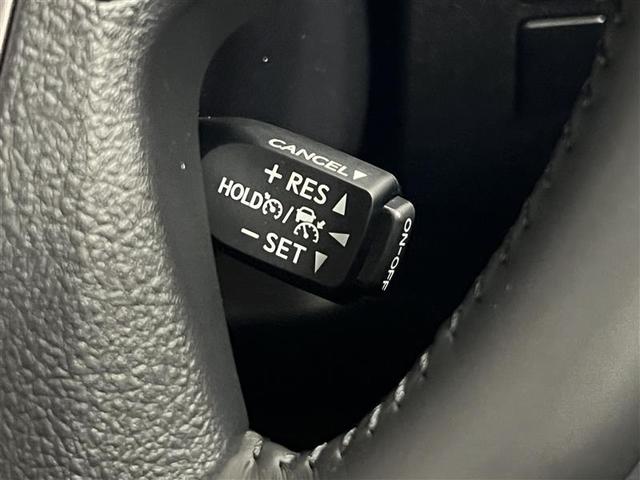 CANCEL▼
+ RES ▲
HOLD /
− SET ▼
ON-OFF